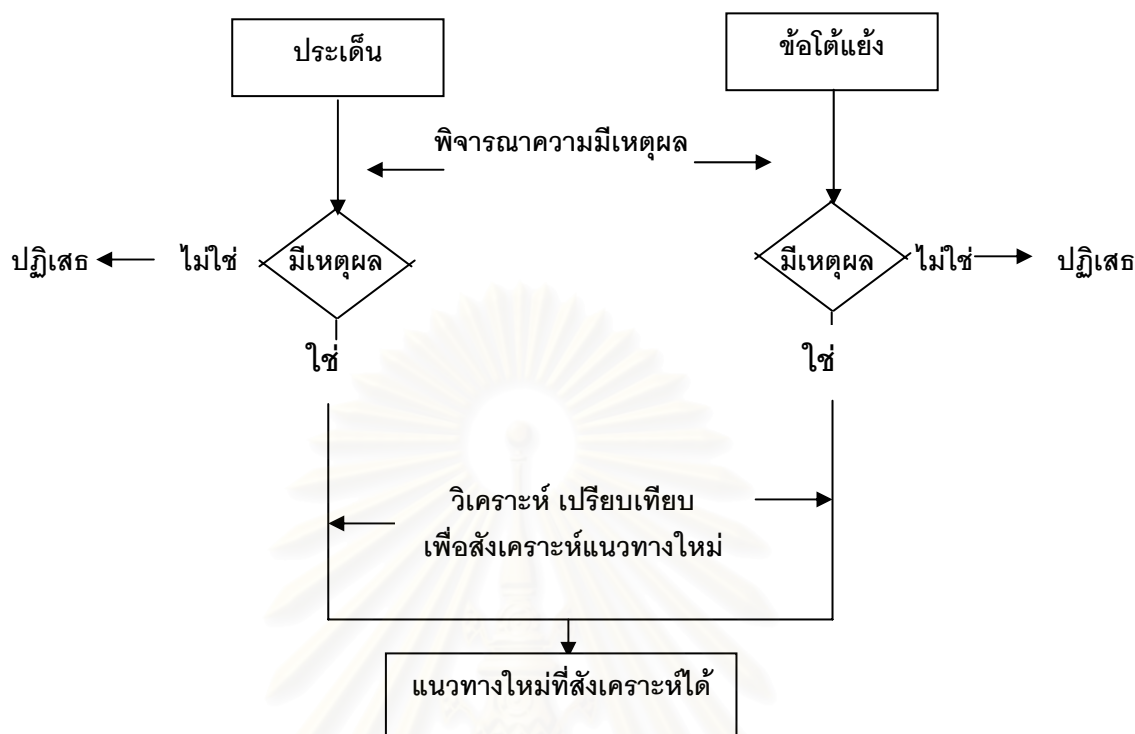 ประเด็น
ข้อโต้แย้ง
พิจารณาความมีเหตุผล
ปฏิเสธ
ไม่ใช่
มีเหตุผล
มีเหตุผล
ไม่ใช่
ปฏิเสธ
ใช่
ใช่
วิเคราะห์ เปรียบเทียบ
เพื่อสังเคราะห์แนวทางใหม่
แนวทางใหม่ที่สังเคราะห์ได้